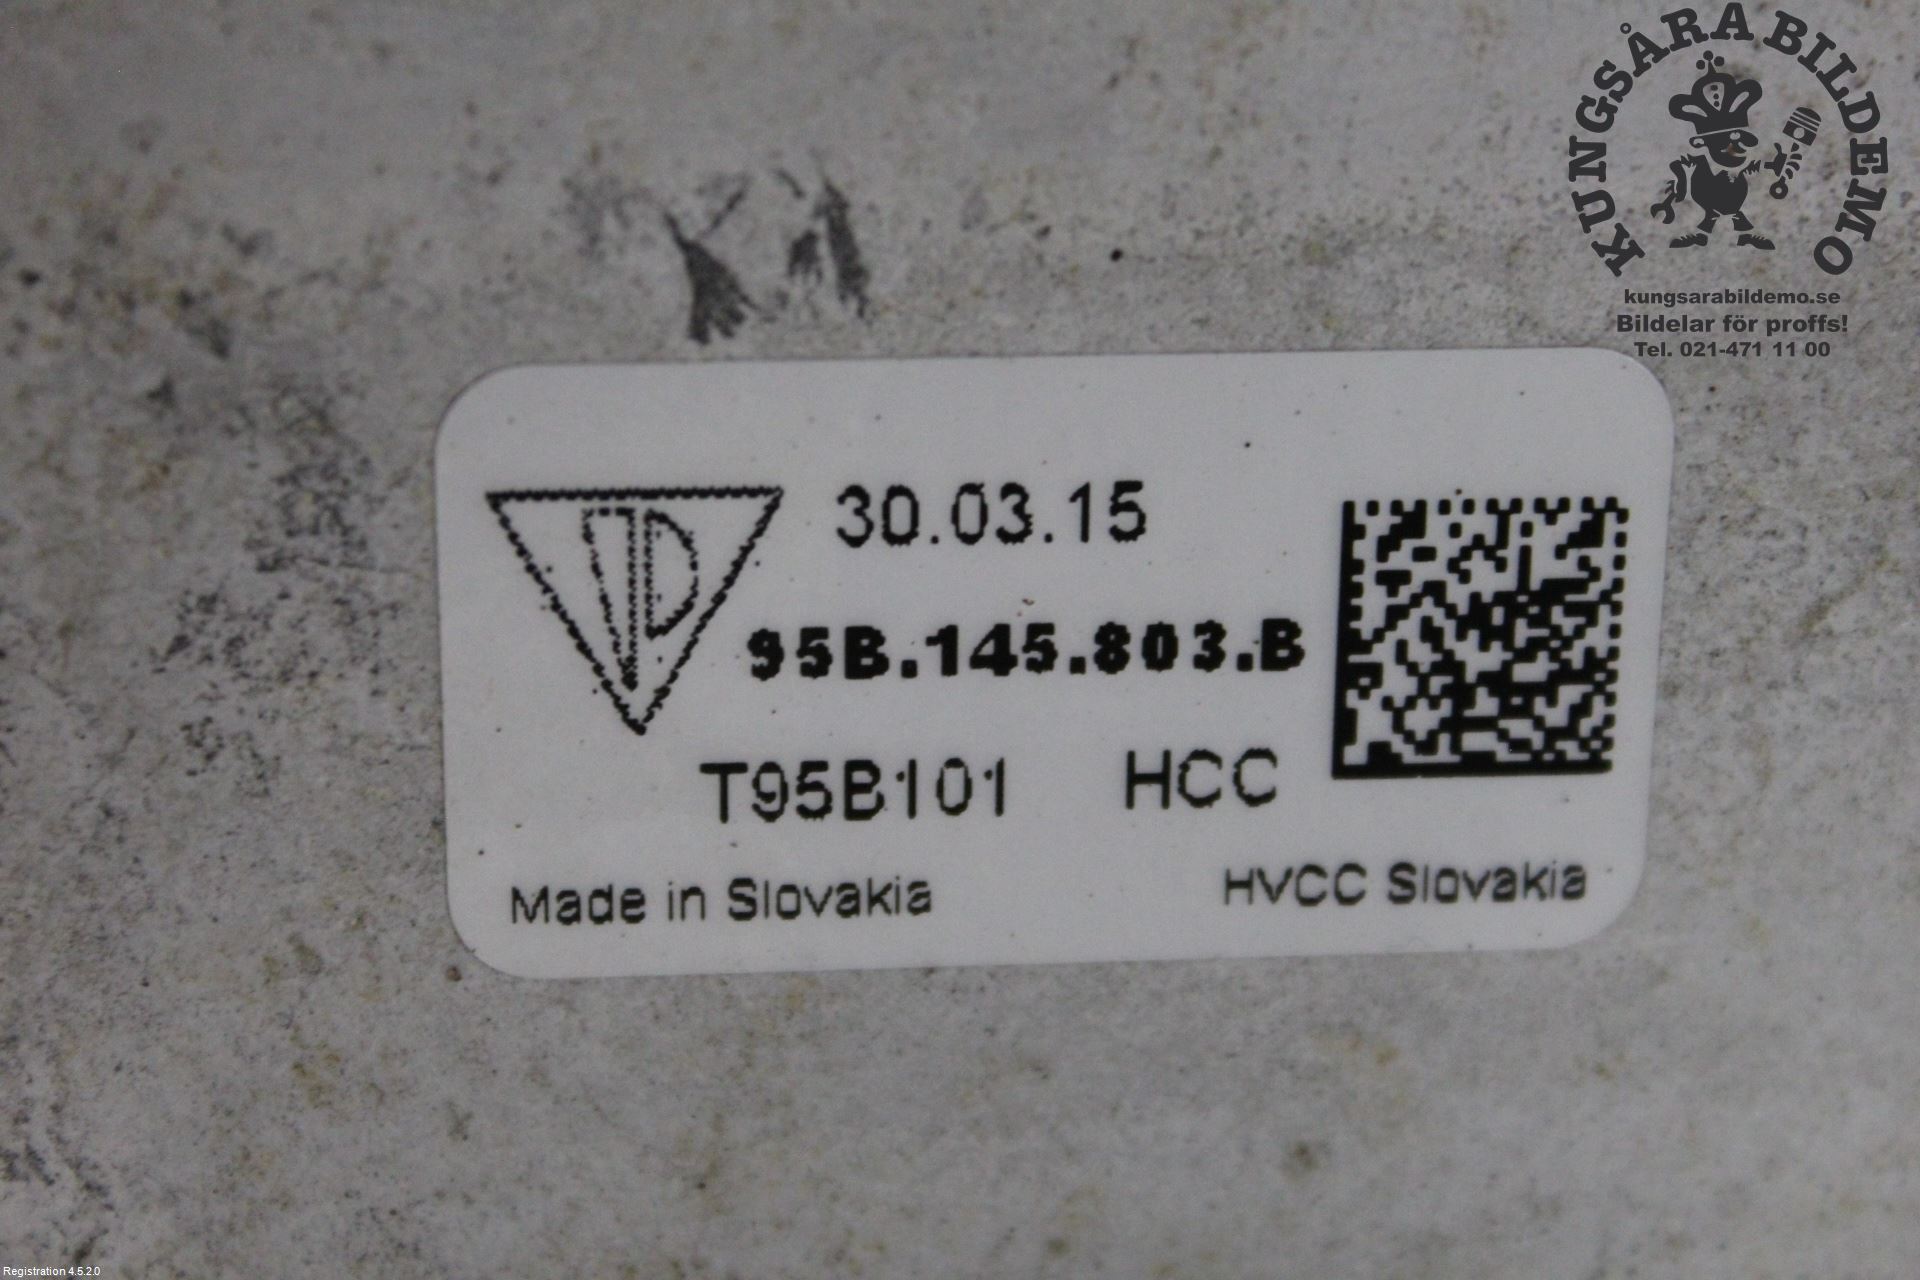 KUNGSÅRA BILDEMO
kungsarabildemo.se
Bildelar för proffs!
Tel. 021-471 11 00
30.03.15
95B.145.803.B
T95B101 HCC
Made in Slovakia HVCC Slovakia
Registration 4.5.2.0